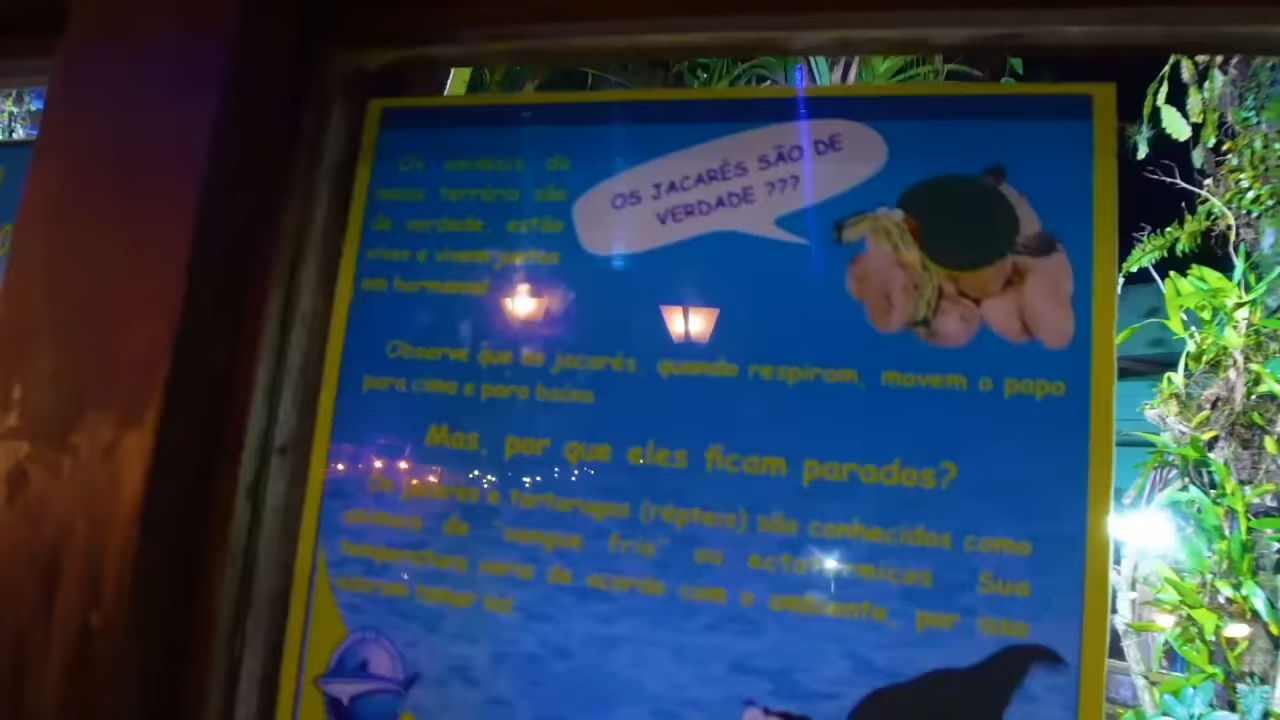 OS JACARÉS SÃO DE
VERDADE ???
Os animais do
nosso terrário são
de verdade, estão
vivos e vivem juntos
em harmonia!
Observe que os jacarés, quando respiram, movem o papo
para cima e para baixo
Mas, por que eles ficam parados?
Os jacarés e tartarugas (répteis) são conhecidos como
animais de "sangue frio" ou ectotérmicos Sua
temperatura varia de acordo com o ambiente, por isso
adoram tomar sol